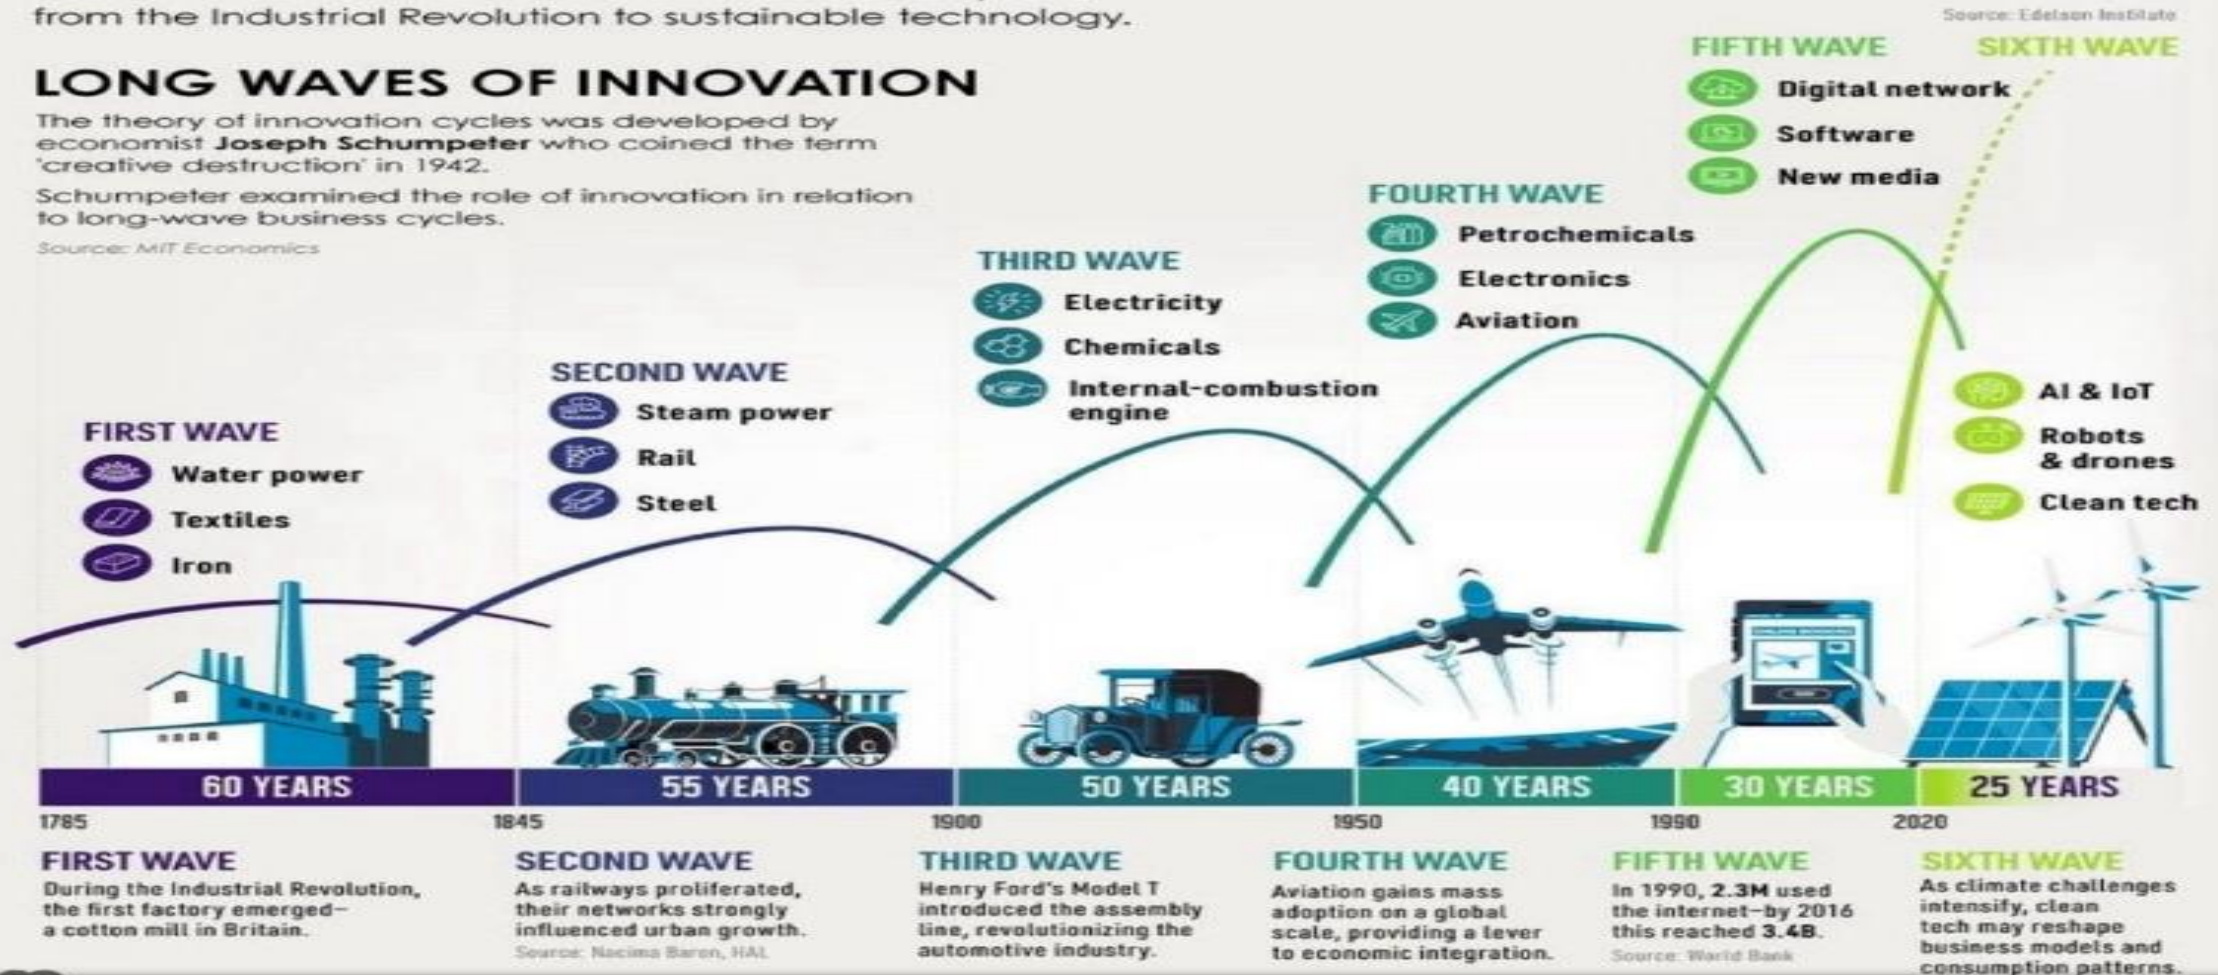 from the Industrial Revolution to sustainable technology.
Source: Edelson Institute
LONG WAVES OF INNOVATION
The theory of innovation cycles was developed by
economist Joseph Schumpeter who coined the term
'creative destruction' in 1942.
Schumpeter examined the role of innovation in relation
to long-wave business cycles.
Source: MIT Economics
FIRST WAVE
Water power
Textiles
Iron
SECOND WAVE
Steam power
Rail
Steel
THIRD WAVE
Electricity
Chemicals
Internal-combustion
engine
FOURTH WAVE
Petrochemicals
Electronics
Aviation
FIFTH WAVE
Digital network
Software
New media
SIXTH WAVE
AI & IoT
Robots
& drones
Clean tech
60 YEARS
55 YEARS
50 YEARS
40 YEARS
30 YEARS
25 YEARS
1785
1845
1900
1950
1990
2020
FIRST WAVE
During the Industrial Revolution,
the first factory emerged—
a cotton mill in Britain.
SECOND WAVE
As railways proliferated,
their networks strongly
influenced urban growth.
Source: Nacima Baron, HAL
THIRD WAVE
Henry Ford's Model T
introduced the assembly
line, revolutionizing the
automotive industry.
FOURTH WAVE
Aviation gains mass
adoption on a global
scale, providing a lever
to economic integration.
FIFTH WAVE
In 1990, 2.3M used
the internet—by 2016
this reached 3.4B.
Source: World Bank
SIXTH WAVE
As climate challenges
intensify, clean
tech may reshape
business models and
consumption patterns.